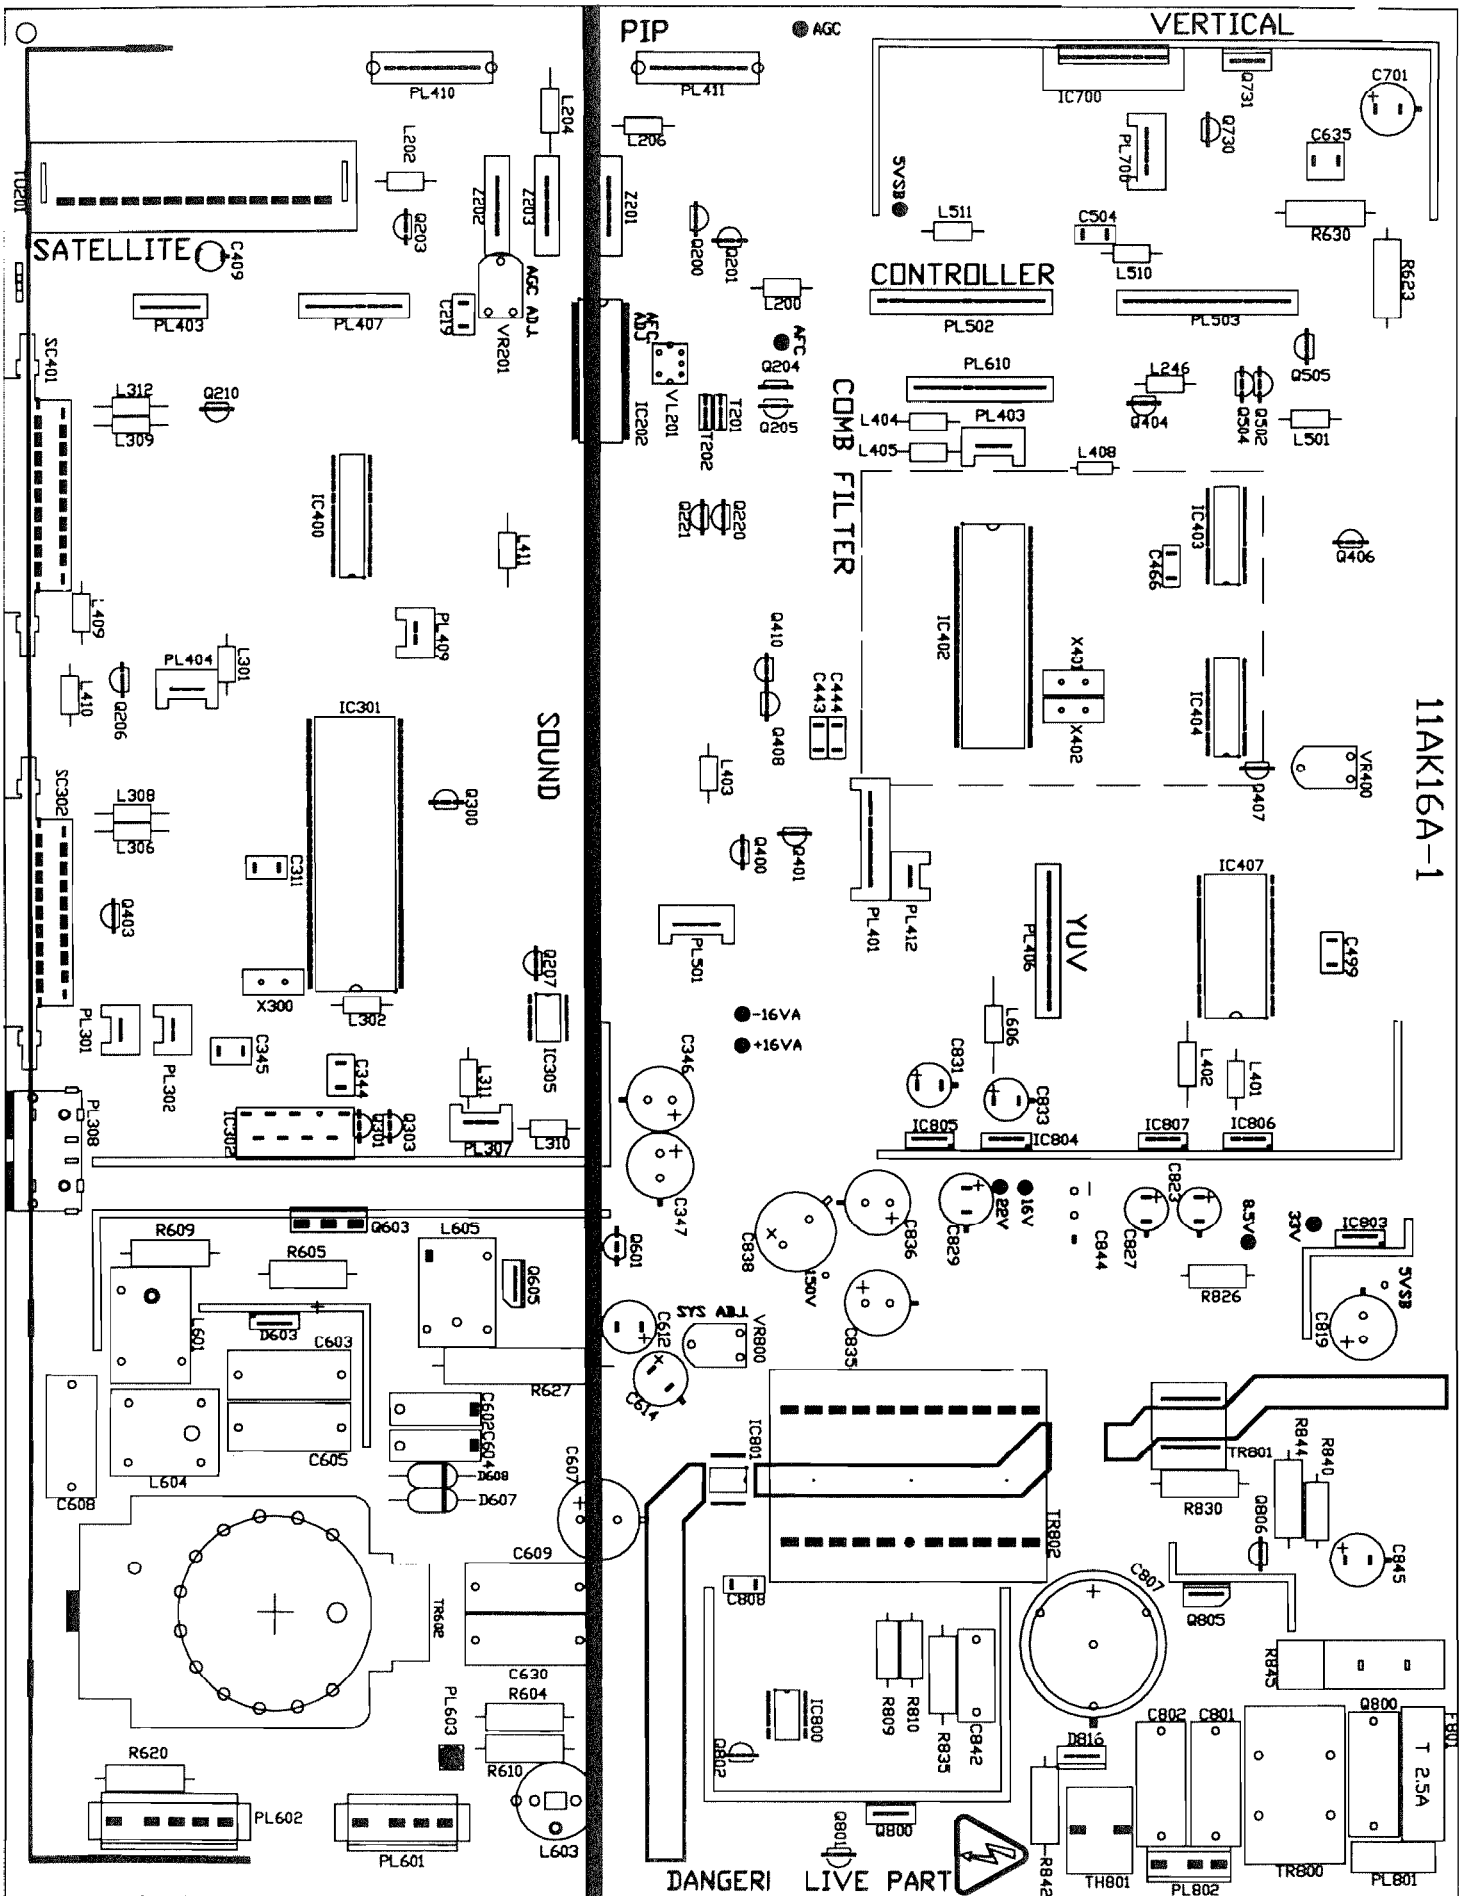 PIP
AGC
VERTICAL
PL410
L204
PL411
L206
IC700
Q731
C701
Q730
PL700
C635
L202
TU201
Q203
Z202
Z203
Z201
Q200
Q201
5VSB
L511
C504
L510
R630
R623
SATELLITE
C409
L200
CONTROLLER
PL403
PL407
C219
VR201
AGC ADJ.
AFC ADJ
AFC
PL502
PL503
SC401
Q204
PL610
L246
Q505
L312
Q210
L309
IC202
VL201
T201
T202
Q205
COMB FILTER
L404
PL403
L405
Q404
Q504
Q502
L501
L408
IC400
L411
Q221
Q220
IC403
C466
Q406
L409
PL409
Q410
IC402
X401
PL404
L301
L410
Q206
IC301
SOUND
C443
C444
Q408
X402
IC404
11AK16A-1
VR400
SC302
L308
L306
Q300
L403
Q407
C311
Q400
Q401
IC407
Q403
PL401
PL412
PL406
YUV
C499
PL501
Q207
X300
L302
-16VA
+16VA
L606
PL301
PL302
C345
C344
L311
IC305
C346
C831
C833
L402
L401
PL308
IC302
Q301
Q303
PL307
L310
IC805
IC804
IC807
IC806
C347
22V
16V
C823
8.5V
33V
IC803
R609
Q603
L605
R605
Q605
Q601
C838
150V
C836
C829
C844
C827
R826
5VSB
C819
L601
D603
C603
C612
SYS ADJ.
VR800
C835
R627
C614
C602
C604
C605
L604
C608
D608
D607
C607
IC801
TR801
R844
R840
R830
Q806
TR802
C845
C609
TR602
C808
C807
Q805
C630
R604
PL603
R610
R809
R810
R835
C842
IC800
Q802
R845
D816
C802
C801
Q800
F801
T 2.5A
R620
PL602
PL601
L603
Q801
Q800
R842
TH801
PL802
TR800
PL801
DANGER! LIVE PART